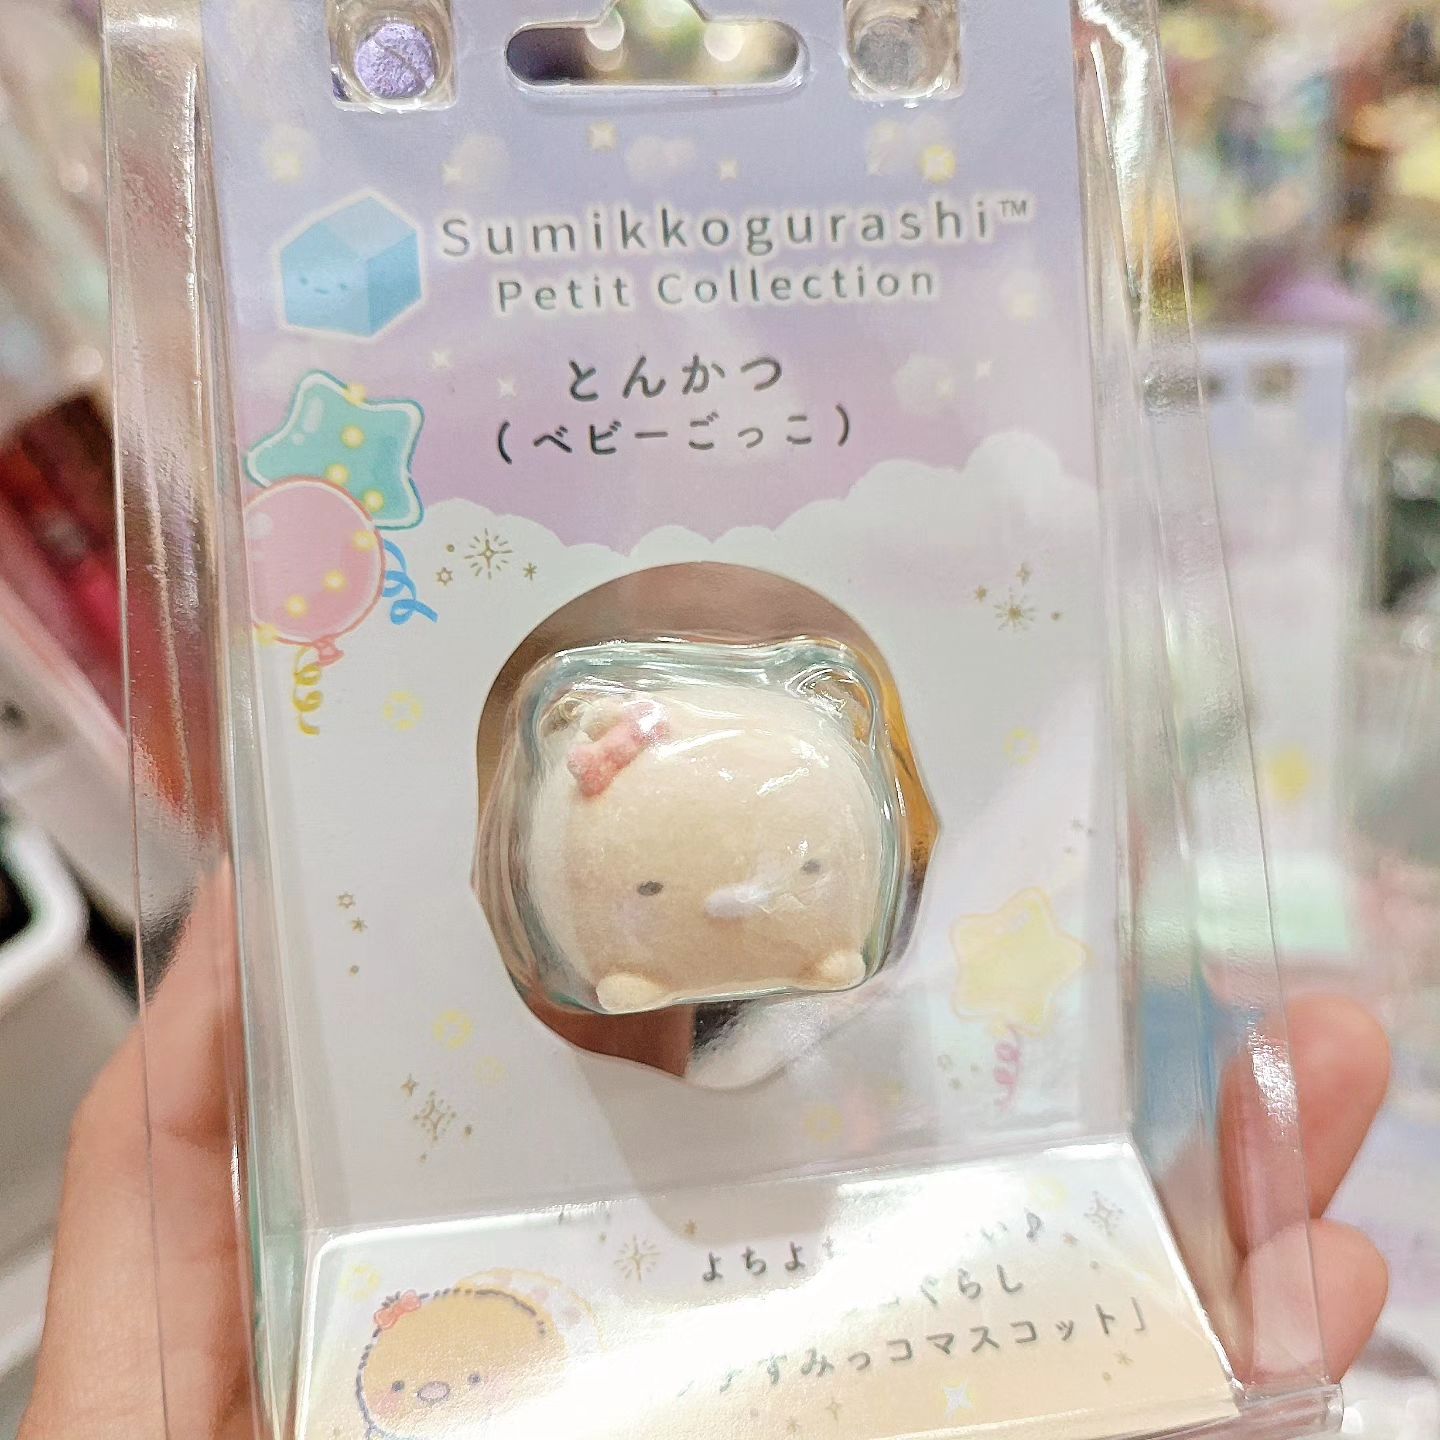 Sumikkogurashi™
Petit Collection
とんかつ
(ベビーごっこ)
よちよ
い♪
ぐらし
すみっコマスコット」